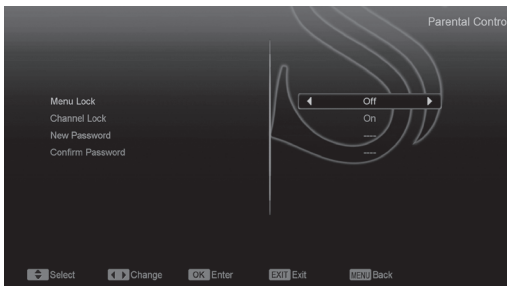 Parental Contro
Menu Lock Off
Channel Lock On
New Password ----
Confirm Password ----
Select Change OK Enter EXIT Exit MENU Back